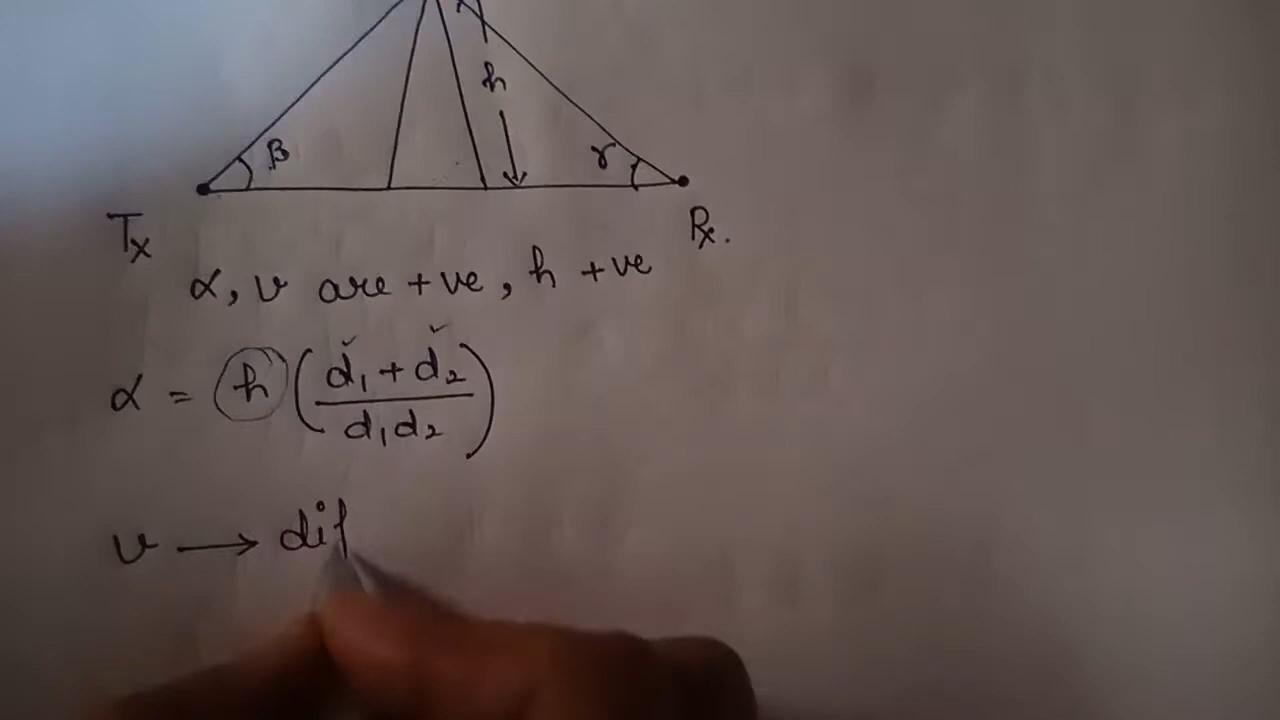 h
β
γ
Tx
Rx.
α, ν are +ve, h +ve
α = h (d₁ + d₂ / d₁d₂)
ν → dif